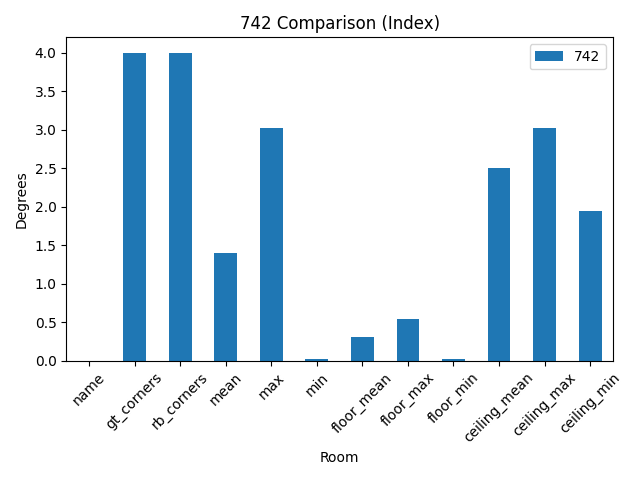 742 Comparison (Index)
742
Degrees
4.0
3.5
3.0
2.5
2.0
1.5
1.0
0.5
0.0
name
gt_corners
rb_corners
mean
max
min
floor_mean
floor_max
floor_min
ceiling_mean
ceiling_max
ceiling_min
Room